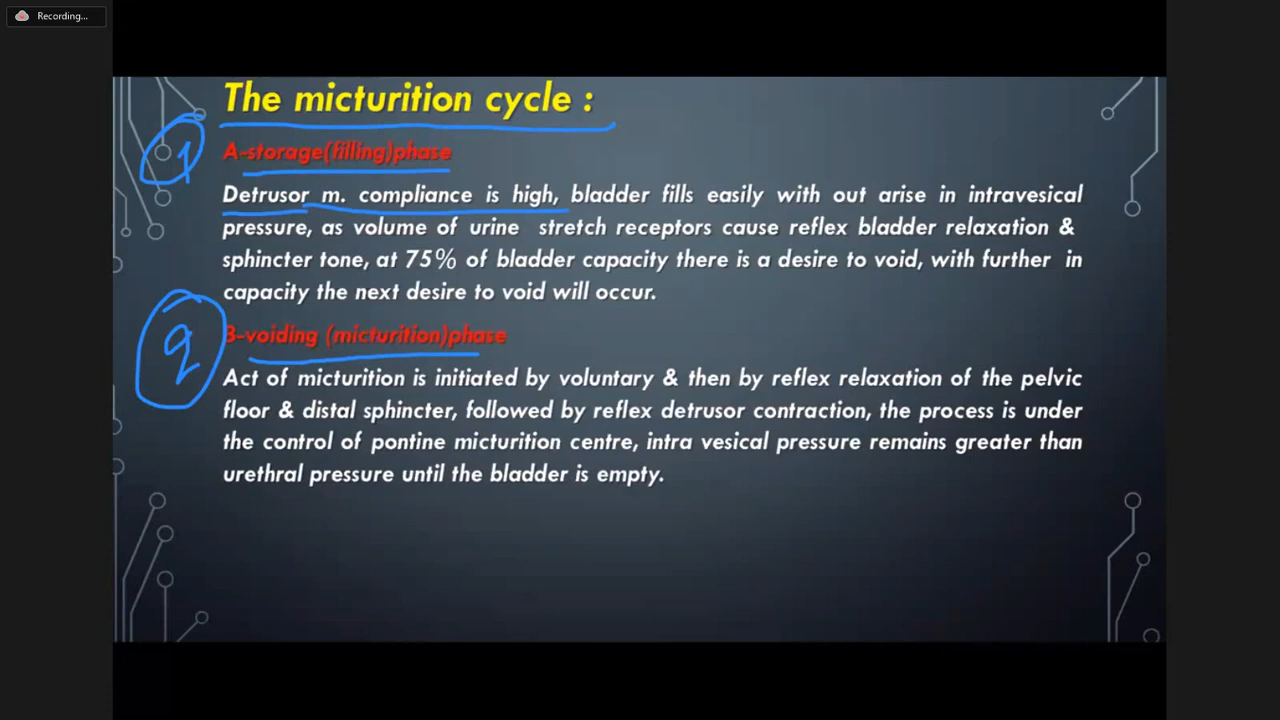 Recording...
The micturition cycle :
1
A-storage(filling)phase
Detrusor m. compliance is high, bladder fills easily with out arise in intravesical
pressure, as volume of urine stretch receptors cause reflex bladder relaxation &
sphincter tone, at 75% of bladder capacity there is a desire to void, with further in
capacity the next desire to void will occur.
B-voiding (micturition)phase
Act of micturition is initiated by voluntary & then by reflex relaxation of the pelvic
floor & distal sphincter, followed by reflex detrusor contraction, the process is under
the control of pontine micturition centre, intra vesical pressure remains greater than
urethral pressure until the bladder is empty.